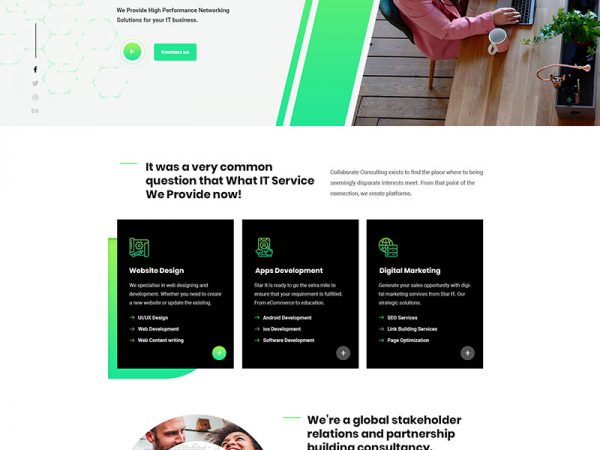 We Provide High Performance Networking
Solutions for your IT business.
Contact us
Bē
It was a very common
question that What IT Service
We Provide now!
Collaborate Consulting exists to find the place where to being
seemingly disparate interests meet. From that point of the
connection, we create platforms.
Website Design
We specialise in web designing and
development. Whether you need to create
a new website or update the existing.
UI/UX Design
Web Development
Web Content writing
+
Apps Development
Star It is ready to go the extra mile to
ensure that your requirement is fulfilled.
From eCommerce to education.
Android Development
ios Development
Software Development
+
Digital Marketing
Generate your sales opportunity with digi-
tal marketing services from Star IT. Our
stralegic solutions.
SEO Services
Link Building Services
Page Optimization
+
We're a global stakeholder
relations and partnership
building consultancy.